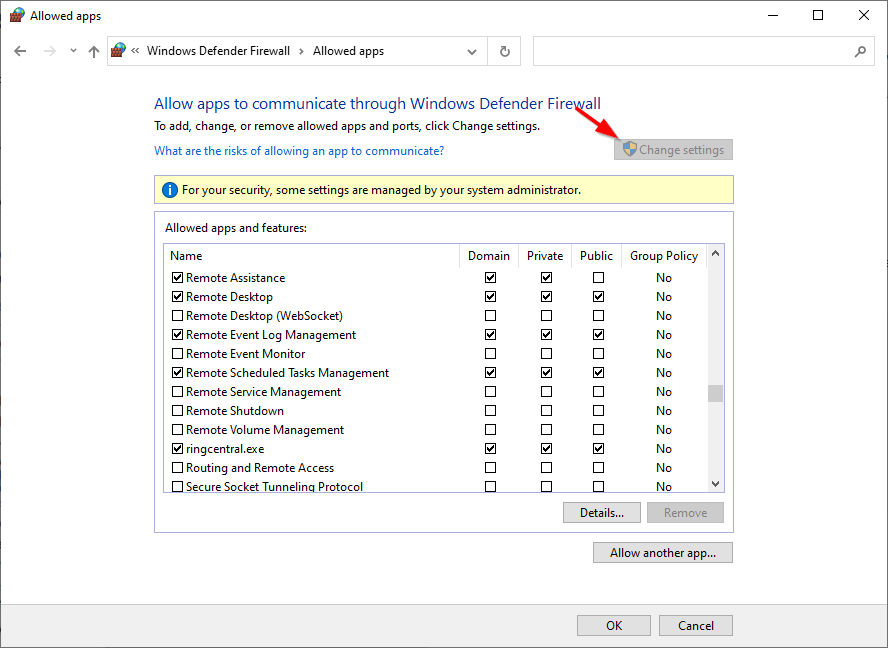 Allowed apps
« Windows Defender Firewall › Allowed apps
Allow apps to communicate through Windows Defender Firewall
To add, change, or remove allowed apps and ports, click Change settings.
What are the risks of allowing an app to communicate?
Change settings
For your security, some settings are managed by your system administrator.
Allowed apps and features:
Name Domain Private Public Group Policy
Remote Assistance No
Remote Desktop No
Remote Desktop (WebSocket) No
Remote Event Log Management No
Remote Event Monitor No
Remote Scheduled Tasks Management No
Remote Service Management No
Remote Shutdown No
Remote Volume Management No
ringcentral.exe No
Routing and Remote Access No
Secure Socket Tunneling Protocol No
Details... Remove
Allow another app...
OK Cancel